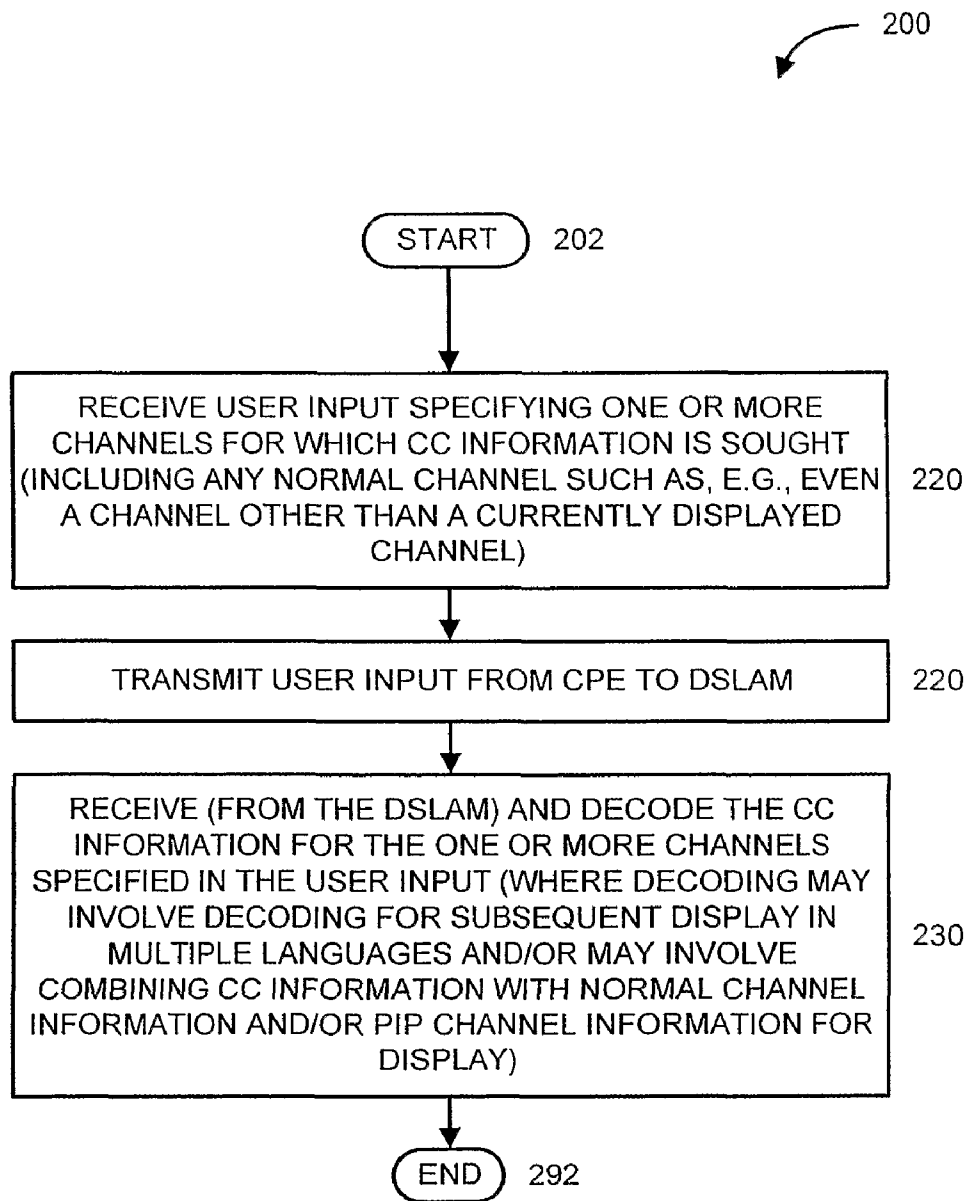 200
START 202
RECEIVE USER INPUT SPECIFYING ONE OR MORE
CHANNELS FOR WHICH CC INFORMATION IS SOUGHT
(INCLUDING ANY NORMAL CHANNEL SUCH AS, E.G., EVEN
A CHANNEL OTHER THAN A CURRENTLY DISPLAYED
CHANNEL)
220
TRANSMIT USER INPUT FROM CPE TO DSLAM 220
RECEIVE (FROM THE DSLAM) AND DECODE THE CC
INFORMATION FOR THE ONE OR MORE CHANNELS
SPECIFIED IN THE USER INPUT (WHERE DECODING MAY
INVOLVE DECODING FOR SUBSEQUENT DISPLAY IN
MULTIPLE LANGUAGES AND/OR MAY INVOLVE
COMBINING CC INFORMATION WITH NORMAL CHANNEL
INFORMATION AND/OR PIP CHANNEL INFORMATION FOR
DISPLAY)
230
END 292